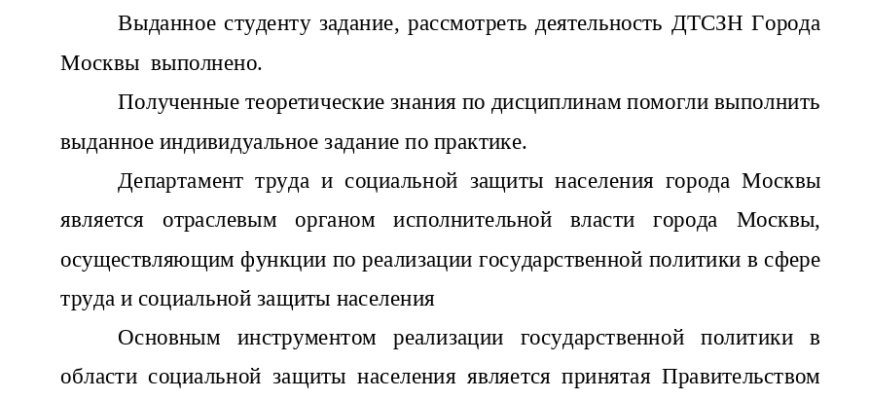 Выданное студенту задание, рассмотреть деятельность ДТСЗН Города
Москвы выполнено.
Полученные теоретические знания по дисциплинам помогли выполнить
выданное индивидуальное задание по практике.
Департамент труда и социальной защиты населения города Москвы
является отраслевым органом исполнительной власти города Москвы,
осуществляющим функции по реализации государственной политики в сфере
труда и социальной защиты населения
Основным инструментом реализации государственной политики в
области социальной защиты населения является принятая Правительством